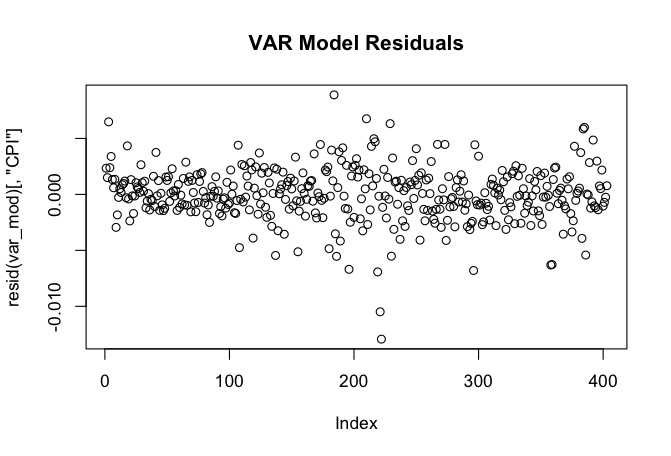 VAR Model Residuals
resid(var_mod)[, "CPI"]
0.000
-0.010
0 100 200 300 400
Index